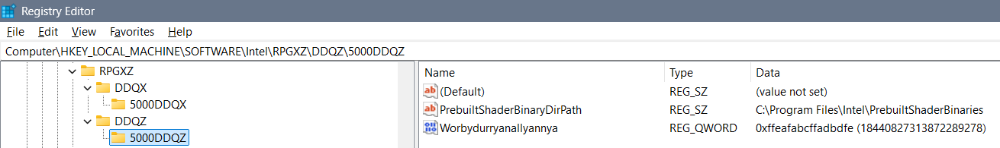 Registry Editor
File Edit View Favorites Help
Computer\HKEY_LOCAL_MACHINE\SOFTWARE\Intel\RPGXZ\DDQZ\5000DDQZ
RPGXZ
DDQX
5000DDQX
DDQZ
5000DDQZ
Name Type Data
(Default) REG_SZ (value not set)
PrebuiltShaderBinaryDirPath REG_SZ C:\Program Files\Intel\PrebuiltShaderBinaries
Worbydurryanallyannya REG_QWORD 0xffeafabcffadbdfe (18440827313872289278)